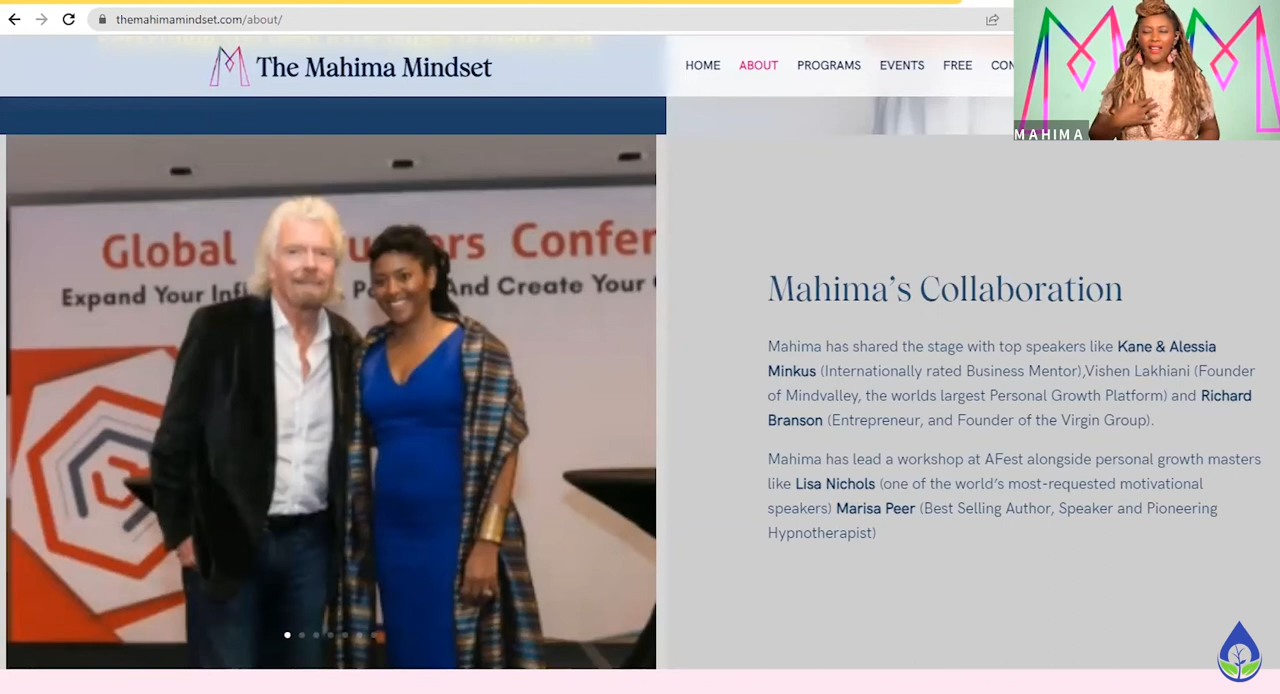 themahimamindset.com/about/
The Mahima Mindset
HOME ABOUT PROGRAMS EVENTS FREE CON
MAHIMA
Global rs Confer
Expand Your Infl And Create Your
Mahima's Collaboration
Mahima has shared the stage with top speakers like Kane & Alessia
Minkus (Internationally rated Business Mentor),Vishen Lakhiani (Founder
of Mindvalley, the worlds largest Personal Growth Platform) and Richard
Branson (Entrepreneur, and Founder of the Virgin Group).
Mahima has lead a workshop at AFest alongside personal growth masters
like Lisa Nichols (one of the world's most-requested motivational
speakers) Marisa Peer (Best Selling Author, Speaker and Pioneering
Hypnotherapist)